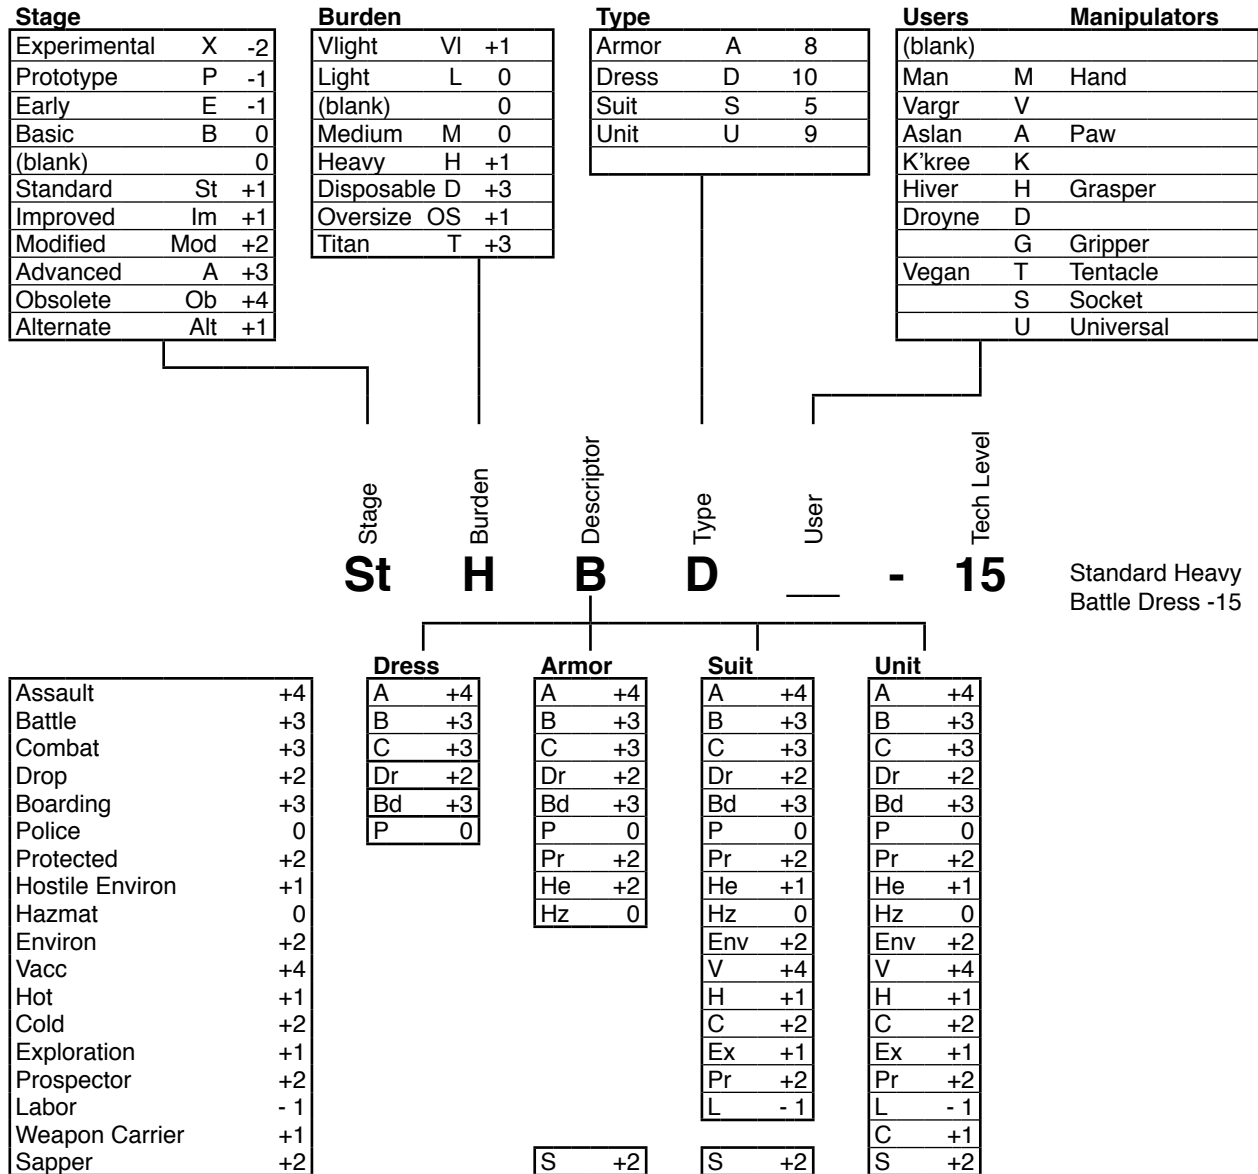 Stage Burden Type Users Manipulators
Experimental X -2 Vlight Vl +1 Armor A 8 (blank)
Prototype P -1 Light L 0 Dress D 10 Man M Hand
Early E -1 (blank) 0 Suit S 5 Vargr V
Basic B 0 Medium M 0 Unit U 9 Aslan A Paw
(blank) 0 Heavy H +1 K'kree K
Standard St +1 Disposable D +3 Hiver H Grasper
Improved Im +1 Oversize OS +1 Droyne D
Modified Mod +2 Titan T +3 G Gripper
Advanced A +3 Vegan T Tentacle
Obsolete Ob +4 S Socket
Alternate Alt +1 U Universal
Stage Burden Descriptor Type User Tech Level
St H B D __ - 15 Standard Heavy
Battle Dress -15
Dress Armor Suit Unit
Assault +4 A +4 A +4 A +4 A +4
Battle +3 B +3 B +3 B +3 B +3
Combat +3 C +3 C +3 C +3 C +3
Drop +2 Dr +2 Dr +2 Dr +2 Dr +2
Boarding +3 Bd +3 Bd +3 Bd +3 Bd +3
Police 0 P 0 P 0 P 0 P 0
Protected +2 Pr +2 Pr +2 Pr +2
Hostile Environ +1 He +2 He +1 He +1
Hazmat 0 Hz 0 Hz 0 Hz 0
Environ +2 Env +2 Env +2
Vacc +4 V +4 V +4
Hot +1 H +1 H +1
Cold +2 C +2 C +2
Exploration +1 Ex +1 Ex +1
Prospector +2 Pr +2 Pr +2
Labor - 1 L - 1 L - 1
Weapon Carrier +1 C +1
Sapper +2 S +2 S +2 S +2